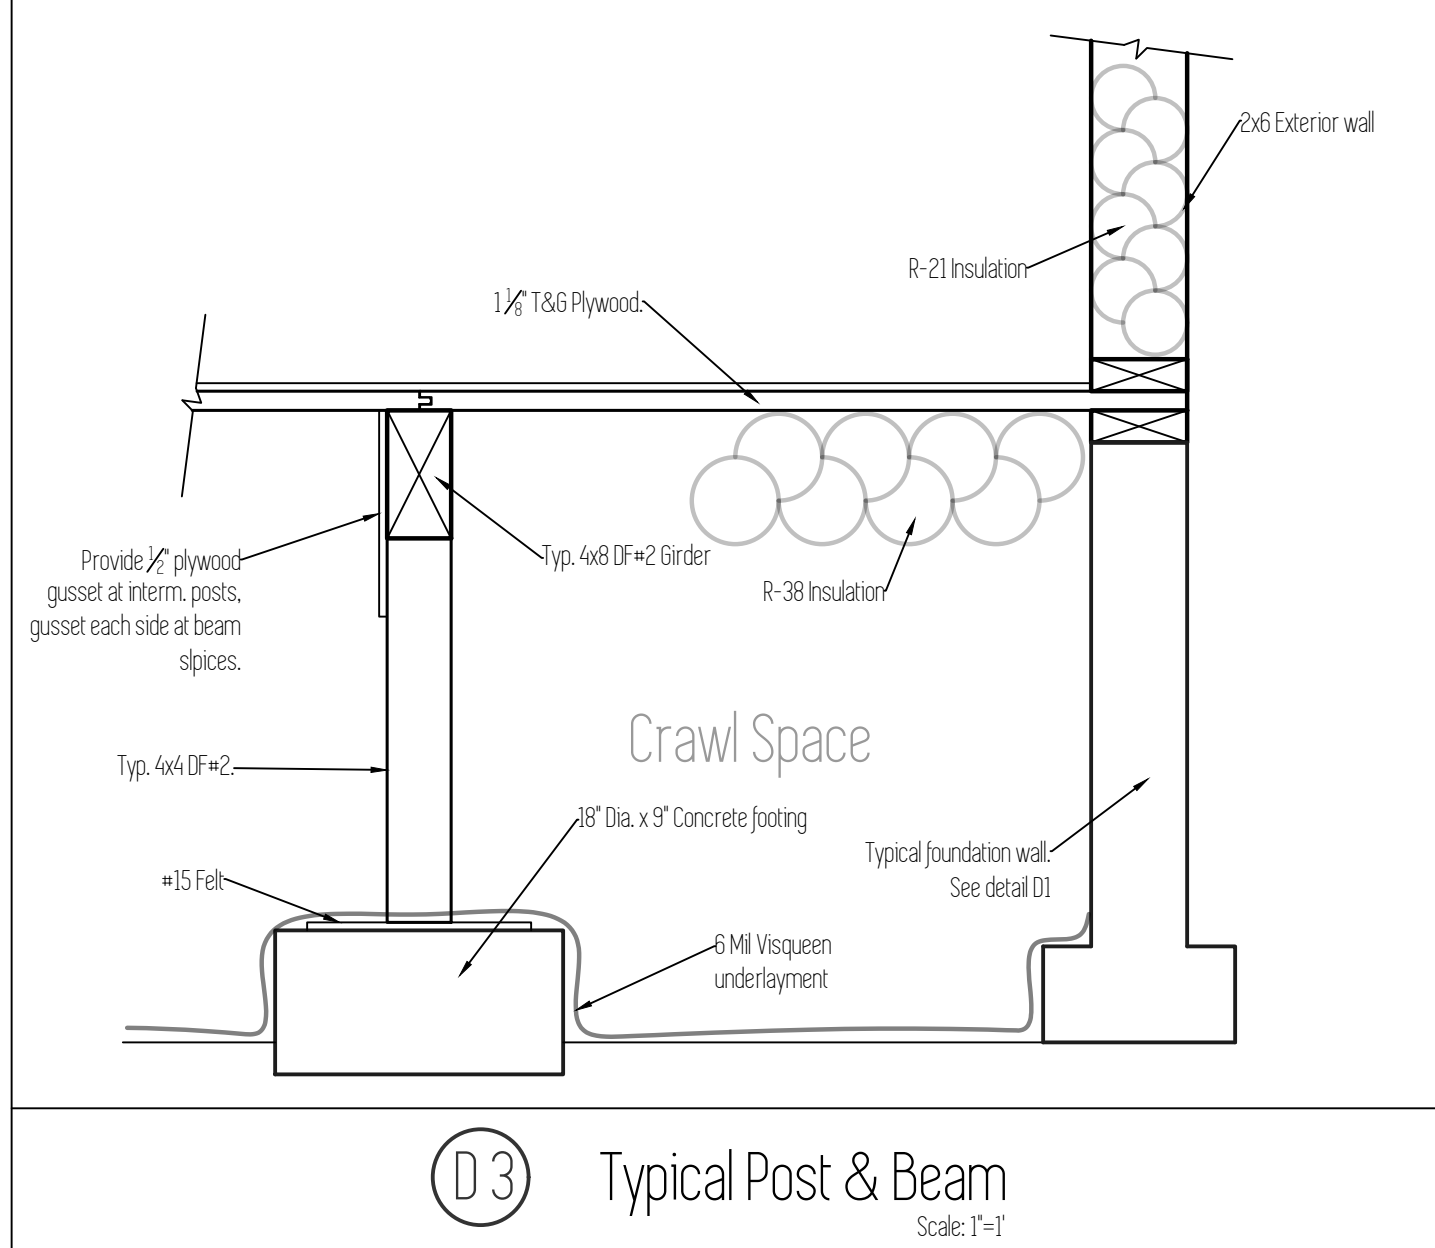 2x6 Exterior wall
R-21 Insulation
1 1/8" T&G Plywood.
Provide 1/2" plywood
gusset at interm. posts,
gusset each side at beam
slpices.
Typ. 4x8 DF#2 Girder
R-38 Insulation
Crawl Space
Typ. 4x4 DF#2.
18" Dia. x 9" Concrete footing
Typical foundation wall.
See detail D1
#15 Felt
6 Mil Visqueen
underlayment
D 3
Typical Post & Beam
Scale: 1"=1'